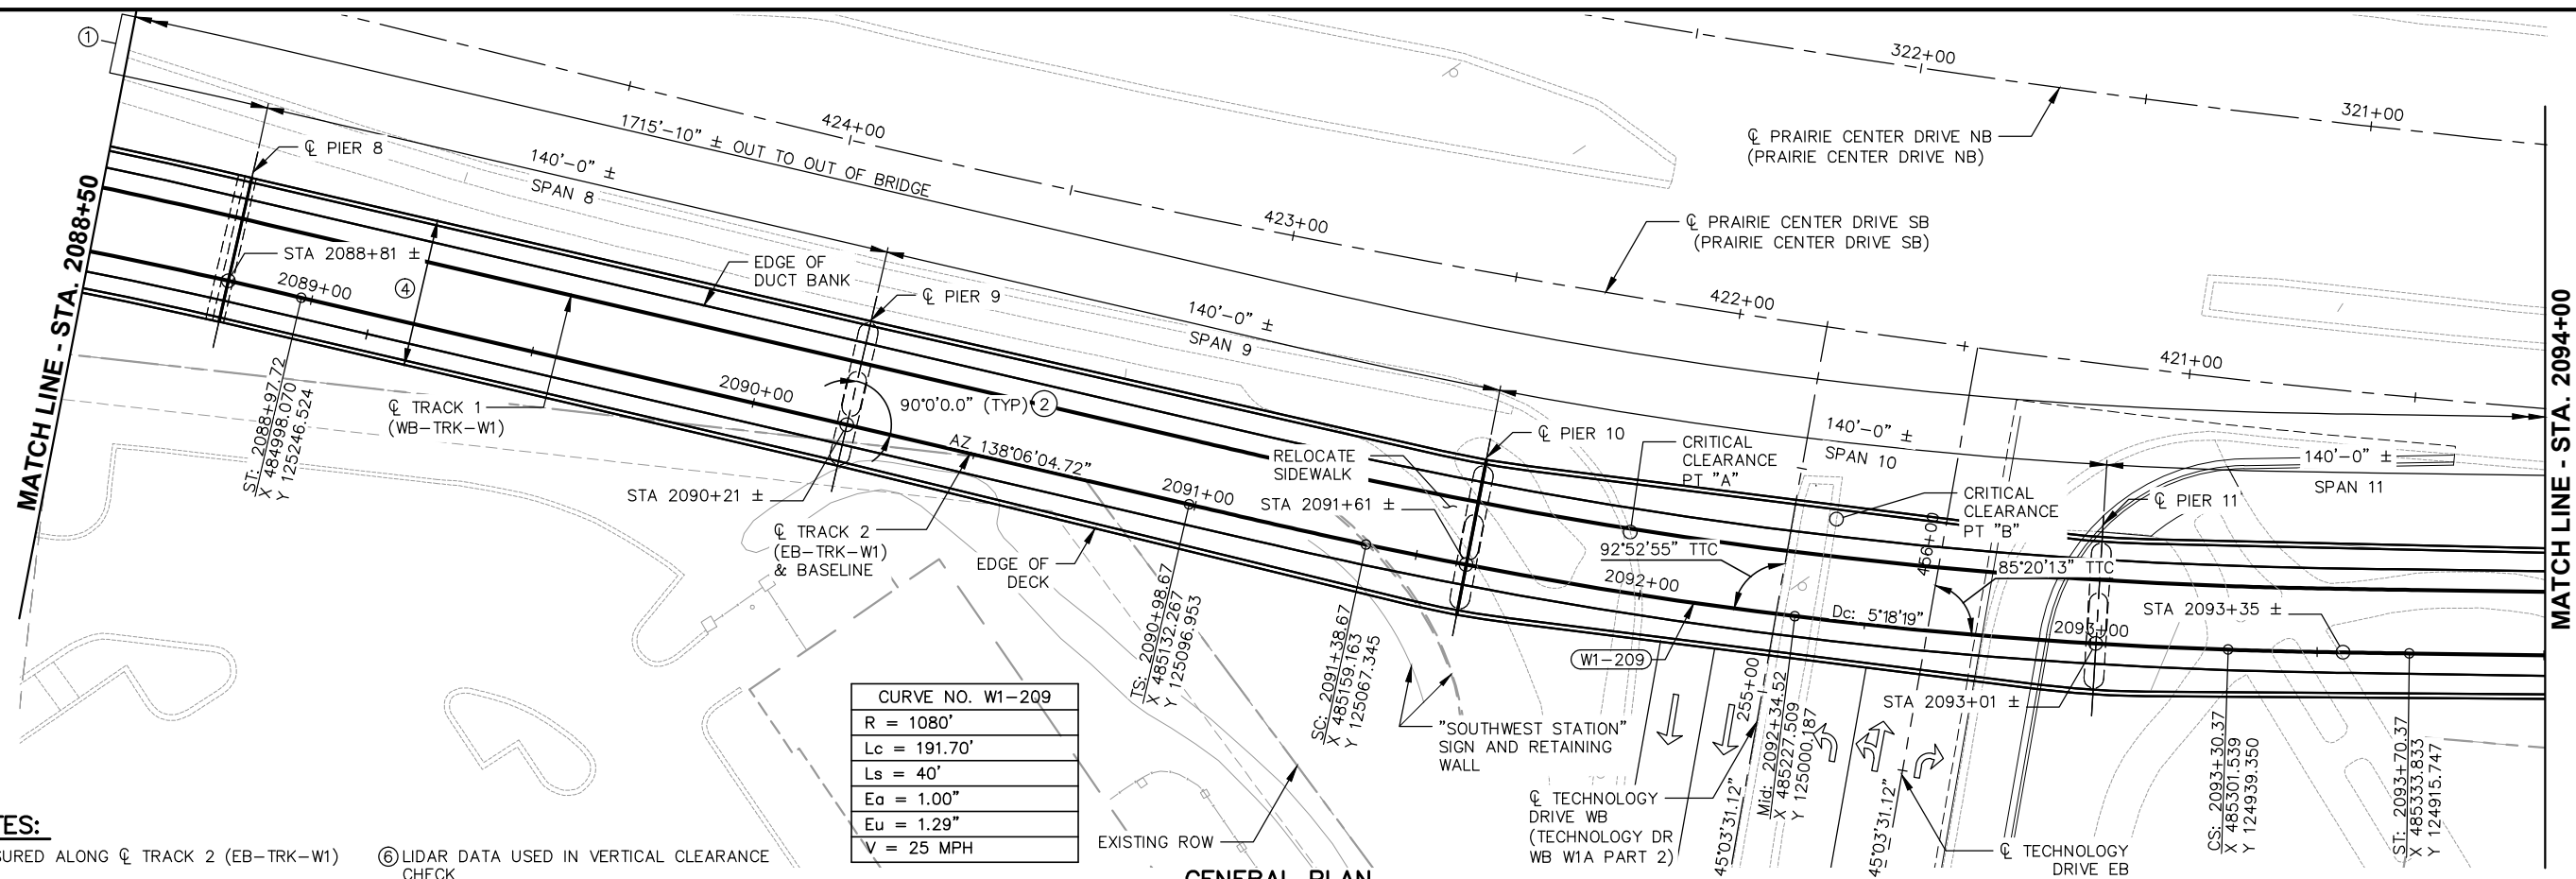 ①
MATCH LINE - STA. 2088+50
℄ PIER 8
STA 2088+81 ±
2089+00
④
ST: 2088+97.72
X 484998.070
Y 125246.524
℄ TRACK 1
(WB-TRK-W1)
140'-0" ±
SPAN 8
1715'-10" ± OUT TO OUT OF BRIDGE
424+00
EDGE OF
DUCT BANK
℄ PIER 9
2090+00
90°0'0.0" (TYP) ②
STA 2090+21 ±
AZ 138°06'04.72"
℄ TRACK 2
(EB-TRK-W1)
& BASELINE
EDGE OF
DECK
423+00
140'-0" ±
SPAN 9
2091+00
TS: 2090+98.67
X 485132.267
Y 125096.953
RELOCATE
SIDEWALK
STA 2091+61 ±
℄ PIER 10
SC: 2091+38.67
X 485159.163
Y 125067.345
322+00
321+00
℄ PRAIRIE CENTER DRIVE NB
(PRAIRIE CENTER DRIVE NB)
℄ PRAIRIE CENTER DRIVE SB
(PRAIRIE CENTER DRIVE SB)
422+00
421+00
CRITICAL
CLEARANCE
PT "A"
140'-0" ±
SPAN 10
CRITICAL
CLEARANCE
PT "B"
92°52'55" TTC
2092+00
W1-209
Dc: 5°18'19"
456+00
85°20'13" TTC
℄ PIER 11
140'-0" ±
SPAN 11
STA 2093+35 ±
2093+00
STA 2093+01 ±
255+00
Mid: 2092+34.52
X 485227.509
Y 125000.187
45°03'31.12"
45°03'31.12"
CS: 2093+30.37
X 485301.539
Y 124939.350
ST: 2093+70.37
X 485333.833
Y 124915.747
MATCH LINE - STA. 2094+00
"SOUTHWEST STATION"
SIGN AND RETAINING
WALL
℄ TECHNOLOGY
DRIVE WB
(TECHNOLOGY DR
WB W1A PART 2)
℄ TECHNOLOGY
DRIVE EB
EXISTING ROW
CURVE NO. W1-209
R = 1080'
Lc = 191.70'
Ls = 40'
Ea = 1.00"
Eu = 1.29"
V = 25 MPH
TES:
SURED ALONG ℄ TRACK 2 (EB-TRK-W1)
⑥ LIDAR DATA USED IN VERTICAL CLEARANCE
CHECK
GENERAL PLAN